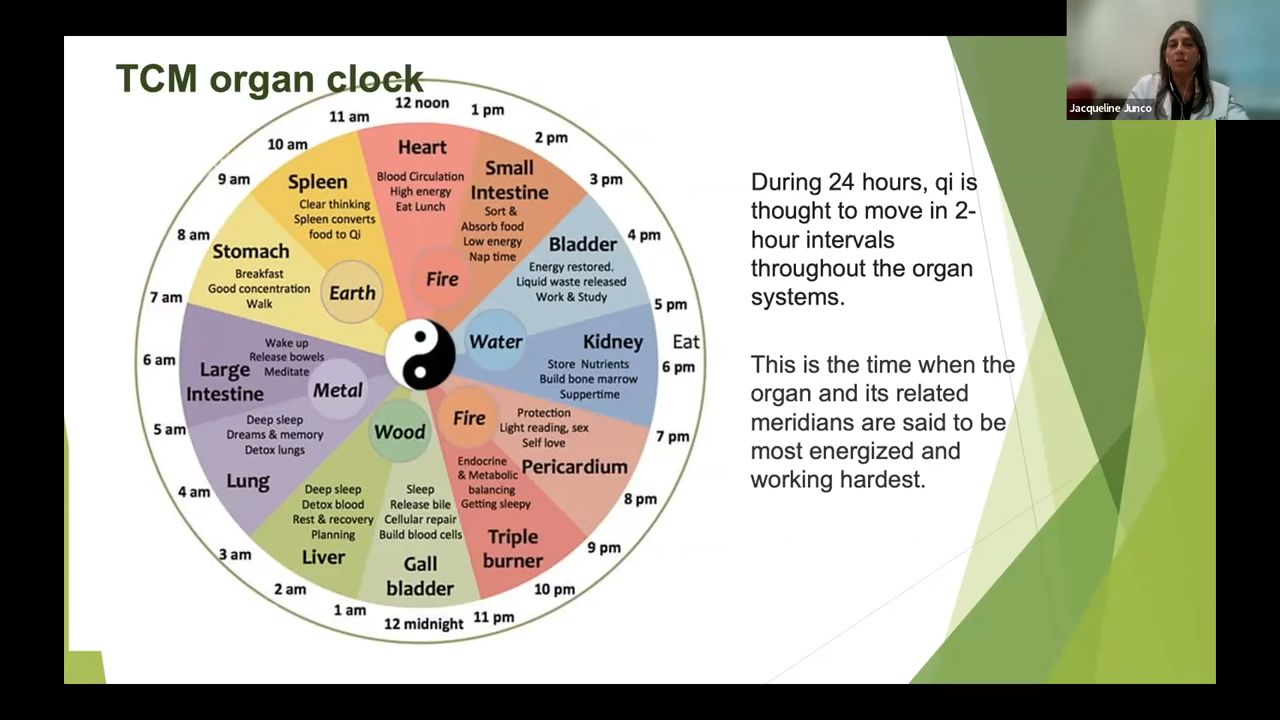 TCM organ clock
12 noon
1 pm
2 pm
3 pm
4 pm
5 pm
Eat
6 pm
7 pm
8 pm
9 pm
10 pm
11 pm
12 midnight
1 am
2 am
3 am
4 am
5 am
6 am
7 am
8 am
9 am
10 am
11 am
Heart
Blood Circulation
High energy
Eat Lunch
Small
Intestine
Sort &
Absorb food
Low energy
Nap time
Fire
Bladder
Energy restored.
Liquid waste released
Work & Study
Water
Kidney
Store Nutrients
Build bone marrow
Suppertime
Protection
Light reading, sex
Self love
Pericardium
Fire
Endocrine
& Metabolic
balancing
Getting sleepy
Triple
burner
Sleep
Release bile
Cellular repair
Build blood cells
Gall
bladder
Wood
Deep sleep
Detox blood
Rest & recovery
Planning
Liver
Deep sleep
Dreams & memory
Detox lungs
Lung
Metal
Wake up
Release bowels
Meditate
Large
Intestine
Stomach
Breakfast
Good concentration
Walk
Earth
Spleen
Clear thinking
Spleen converts
food to Qi
During 24 hours, qi is
thought to move in 2-
hour intervals
throughout the organ
systems.
This is the time when the
organ and its related
meridians are said to be
most energized and
working hardest.
Jacqueline Junco